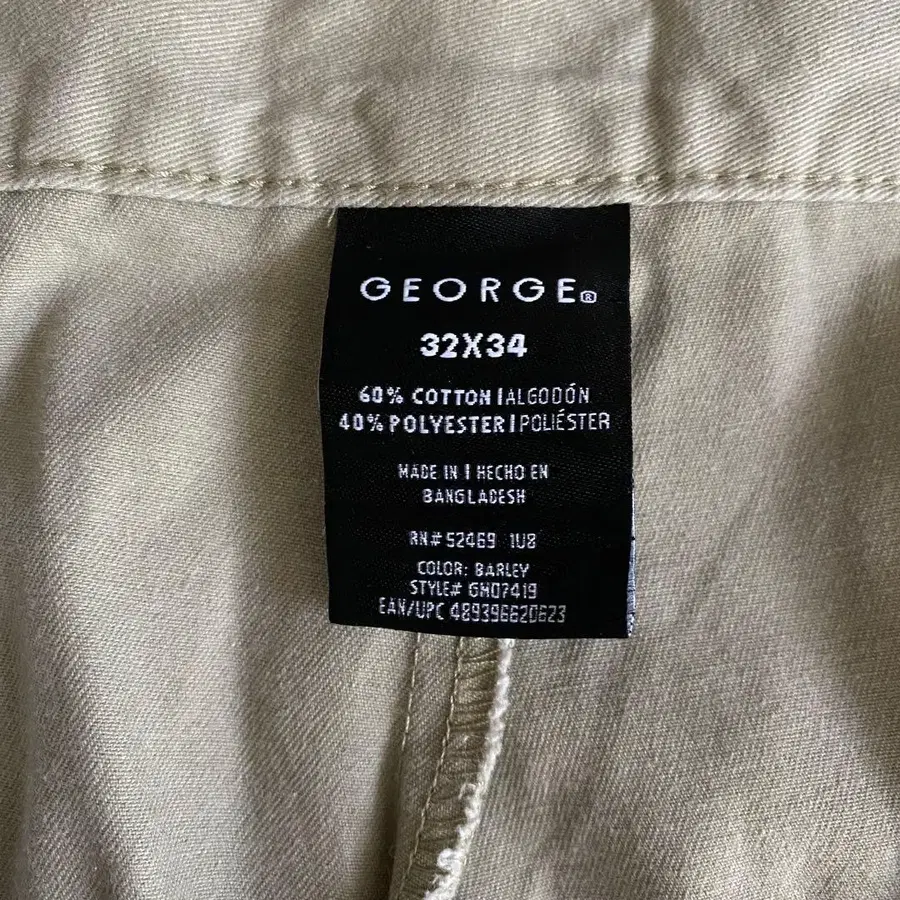 GEORGE®
32X34
60% COTTON|ALGODÓN
40% POLYESTER|POLIÉSTER
MADE IN | HECHO EN
BANGLADESH
RN# 52469 1U8
COLOR: BARLEY
STYLE# GM07419
EAN/UPC 489396620623